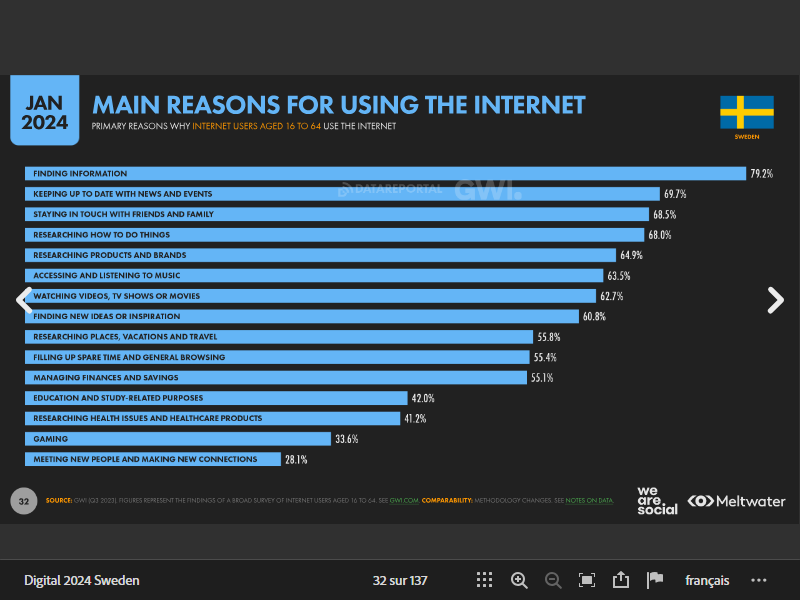 JAN
2024
MAIN REASONS FOR USING THE INTERNET
PRIMARY REASONS WHY INTERNET USERS AGED 16 TO 64 USE THE INTERNET
SWEDEN
DATAREPORTAL GWI.
FINDING INFORMATION 79.2%
KEEPING UP TO DATE WITH NEWS AND EVENTS 69.7%
STAYING IN TOUCH WITH FRIENDS AND FAMILY 68.5%
RESEARCHING HOW TO DO THINGS 68.0%
RESEARCHING PRODUCTS AND BRANDS 64.9%
ACCESSING AND LISTENING TO MUSIC 63.5%
WATCHING VIDEOS, TV SHOWS OR MOVIES 62.7%
FINDING NEW IDEAS OR INSPIRATION 60.8%
RESEARCHING PLACES, VACATIONS AND TRAVEL 55.8%
FILLING UP SPARE TIME AND GENERAL BROWSING 55.4%
MANAGING FINANCES AND SAVINGS 55.1%
EDUCATION AND STUDY-RELATED PURPOSES 42.0%
RESEARCHING HEALTH ISSUES AND HEALTHCARE PRODUCTS 41.2%
GAMING 33.6%
MEETING NEW PEOPLE AND MAKING NEW CONNECTIONS 28.1%
32
SOURCE: GWI (Q3 2023). FIGURES REPRESENT THE FINDINGS OF A BROAD SURVEY OF INTERNET USERS AGED 16 TO 64. SEE GWI.COM. COMPARABILITY: METHODOLOGY CHANGES. SEE NOTES ON DATA.
we
are.
social
Meltwater
Digital 2024 Sweden
32 sur 137
français